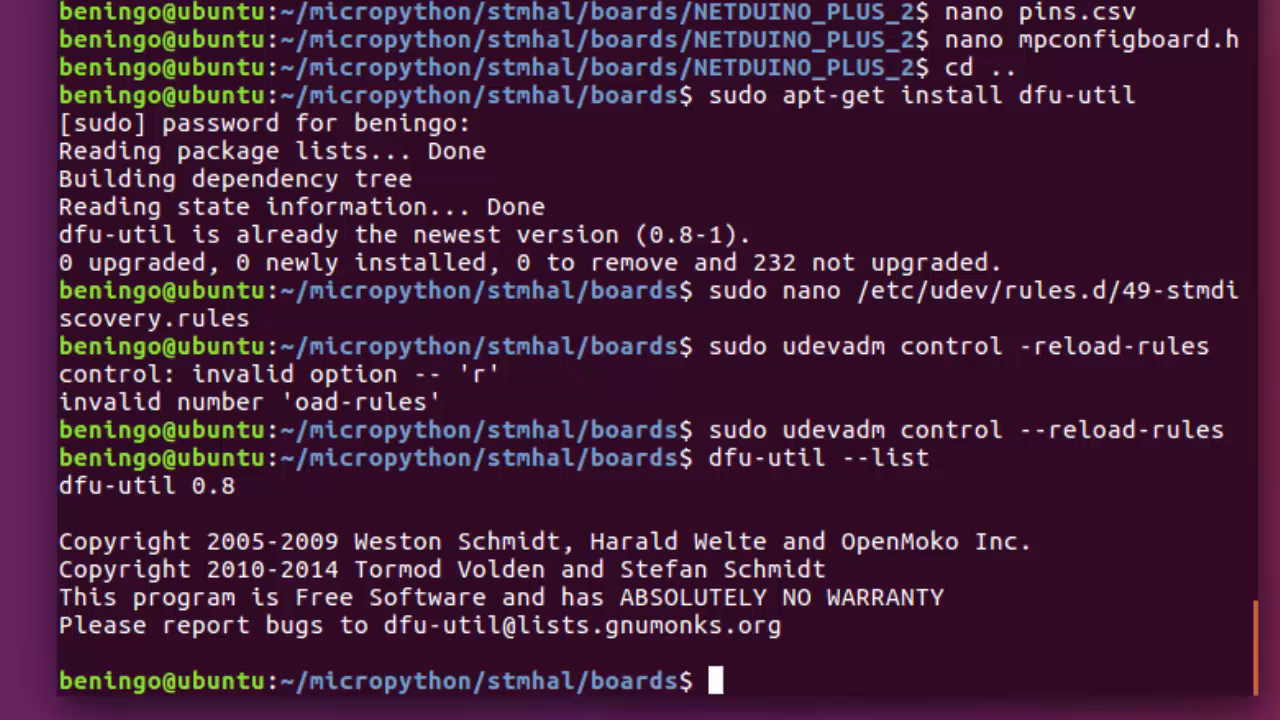 beningo@ubuntu:~/micropython/stmhal/boards/NETDUINO_PLUS_2$ nano pins.csv
beningo@ubuntu:~/micropython/stmhal/boards/NETDUINO_PLUS_2$ nano mpconfigboard.h
beningo@ubuntu:~/micropython/stmhal/boards/NETDUINO_PLUS_2$ cd ..
beningo@ubuntu:~/micropython/stmhal/boards$ sudo apt-get install dfu-util
[sudo] password for beningo:
Reading package lists... Done
Building dependency tree
Reading state information... Done
dfu-util is already the newest version (0.8-1).
0 upgraded, 0 newly installed, 0 to remove and 232 not upgraded.
beningo@ubuntu:~/micropython/stmhal/boards$ sudo nano /etc/udev/rules.d/49-stmdi
scovery.rules
beningo@ubuntu:~/micropython/stmhal/boards$ sudo udevadm control -reload-rules
control: invalid option -- 'r'
invalid number 'oad-rules'
beningo@ubuntu:~/micropython/stmhal/boards$ sudo udevadm control --reload-rules
beningo@ubuntu:~/micropython/stmhal/boards$ dfu-util --list
dfu-util 0.8
Copyright 2005-2009 Weston Schmidt, Harald Welte and OpenMoko Inc.
Copyright 2010-2014 Tormod Volden and Stefan Schmidt
This program is Free Software and has ABSOLUTELY NO WARRANTY
Please report bugs to dfu-util@lists.gnumonks.org
beningo@ubuntu:~/micropython/stmhal/boards$